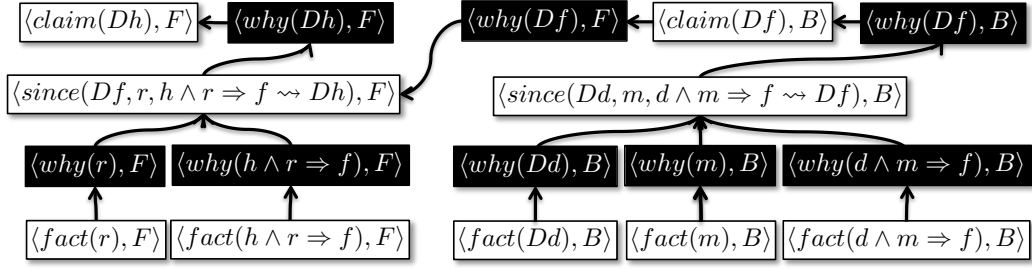 ⟨claim(Dh), F⟩ ⟨why(Dh), F⟩ ⟨why(Df), F⟩ ⟨claim(Df), B⟩ ⟨why(Df), B⟩
⟨since(Df, r, h ∧ r ⇒ f ⇝ Dh), F⟩ ⟨since(Dd, m, d ∧ m ⇒ f ⇝ Df), B⟩
⟨why(r), F⟩ ⟨why(h ∧ r ⇒ f), F⟩ ⟨why(Dd), B⟩ ⟨why(m), B⟩ ⟨why(d ∧ m ⇒ f), B⟩
⟨fact(r), F⟩ ⟨fact(h ∧ r ⇒ f), F⟩ ⟨fact(Dd), B⟩ ⟨fact(m), B⟩ ⟨fact(d ∧ m ⇒ f), B⟩